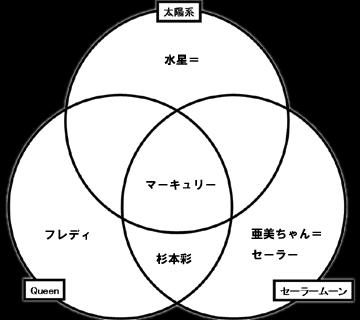 太陽系
水星＝
マーキュリー
フレディ
亜美ちゃん＝
セーラー
杉本彩
Queen
セーラームーン